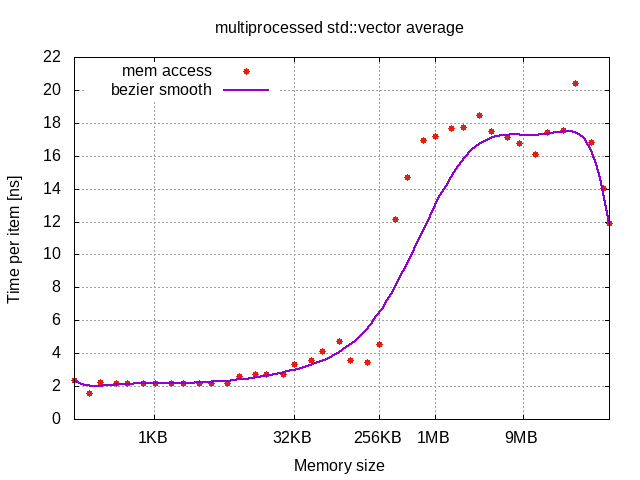 multiprocessed std::vector average
mem access
bezier smooth
22
20
18
16
14
12
10
8
6
4
2
0
Time per item [ns]
1KB 32KB 256KB 1MB 9MB
Memory size